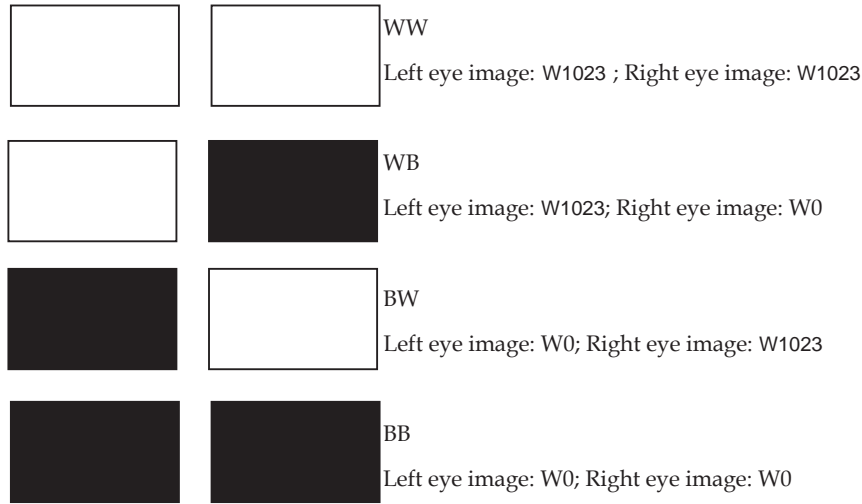 WW
Left eye image: W1023 ; Right eye image: W1023
WB
Left eye image: W1023; Right eye image: W0
BW
Left eye image: W0; Right eye image: W1023
BB
Left eye image: W0; Right eye image: W0